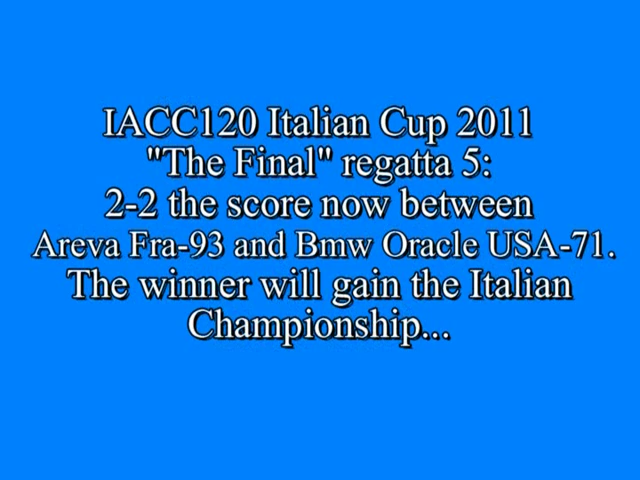 IACC120 Italian Cup 2011
"The Final" regatta 5:
2-2 the score now between
Areva Fra-93 and Bmw Oracle USA-71.
The winner will gain the Italian
Championship...